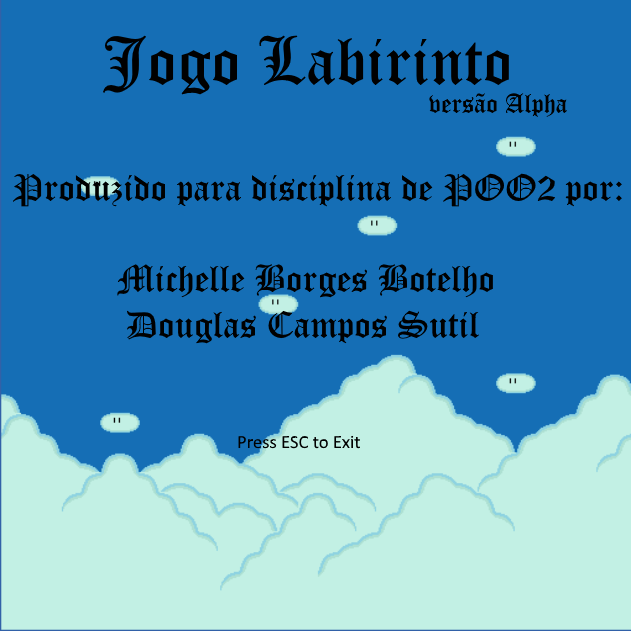 Jogo Labirinto
versão Alpha
Produzido para disciplina de POO2 por:
Michelle Borges Botelho
Douglas Campos Sutil
Press ESC to Exit